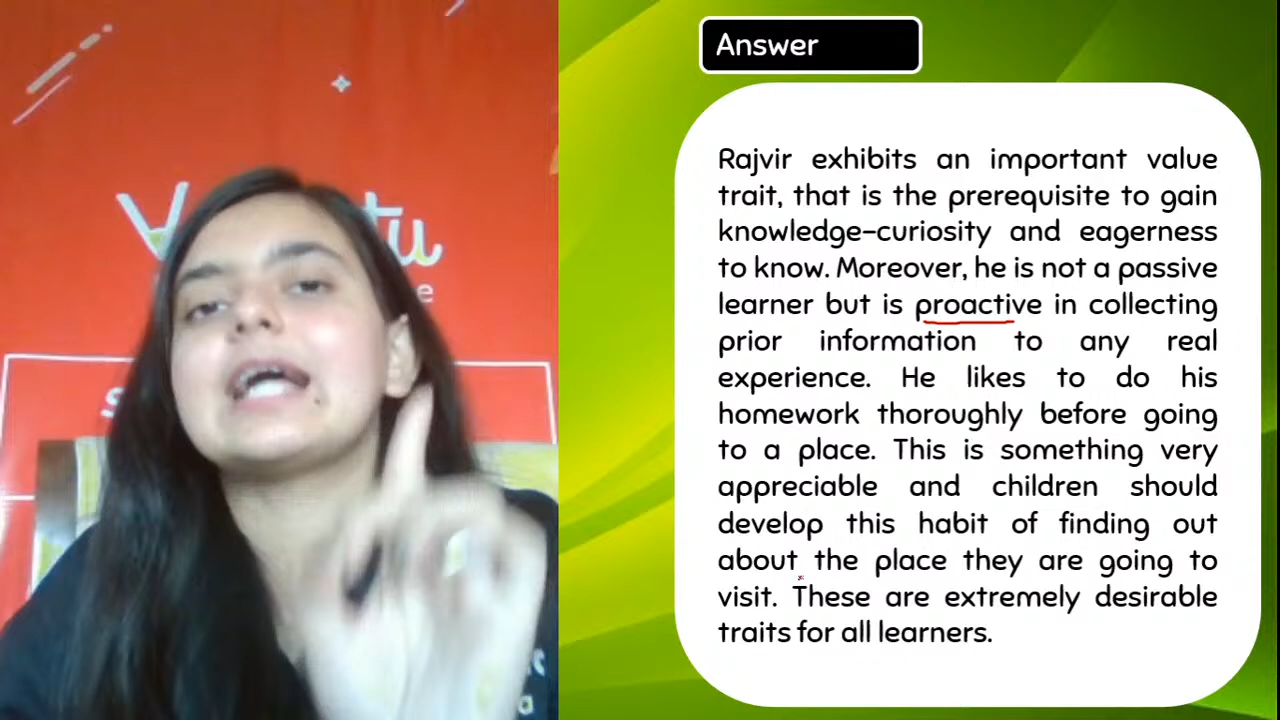 Answer
Rajvir exhibits an important value
trait, that is the prerequisite to gain
knowledge-curiosity and eagerness
to know. Moreover, he is not a passive
learner but is proactive in collecting
prior information to any real
experience. He likes to do his
homework thoroughly before going
to a place. This is something very
appreciable and children should
develop this habit of finding out
about the place they are going to
visit. These are extremely desirable
traits for all learners.